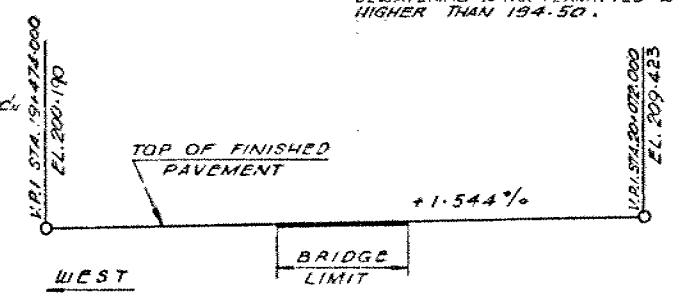 HIGHER THAN 194.50.
V.P.I. STA. 19+474.000
EL. 200.190
TOP OF FINISHED
PAVEMENT
+1.544%
V.P.I. STA. 20+072.000
EL. 209.423
BRIDGE
LIMIT
WEST